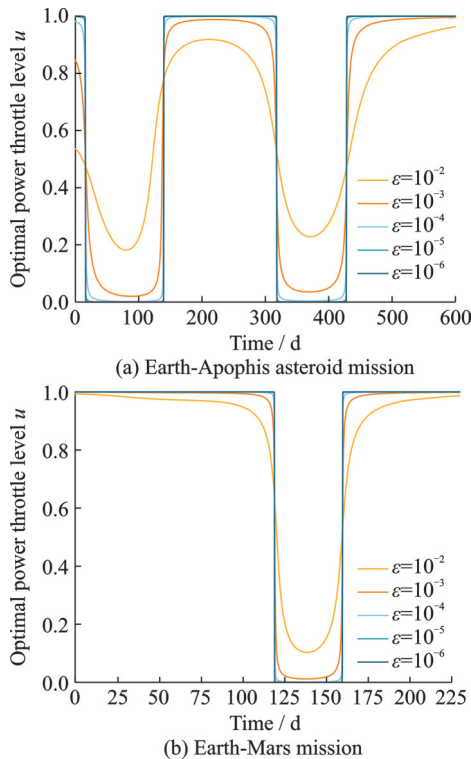 Optimal power throttle level u
1.0
0.8
0.6
0.4
0.2
0.0
ε=10⁻²
ε=10⁻³
ε=10⁻⁴
ε=10⁻⁵
ε=10⁻⁶
0 100 200 300 400 500 600
Time / d
(a) Earth-Apophis asteroid mission
Optimal power throttle level u
1.0
0.8
0.6
0.4
0.2
0.0
ε=10⁻²
ε=10⁻³
ε=10⁻⁴
ε=10⁻⁵
ε=10⁻⁶
0 25 50 75 100 125 150 175 200 225
Time / d
(b) Earth-Mars mission